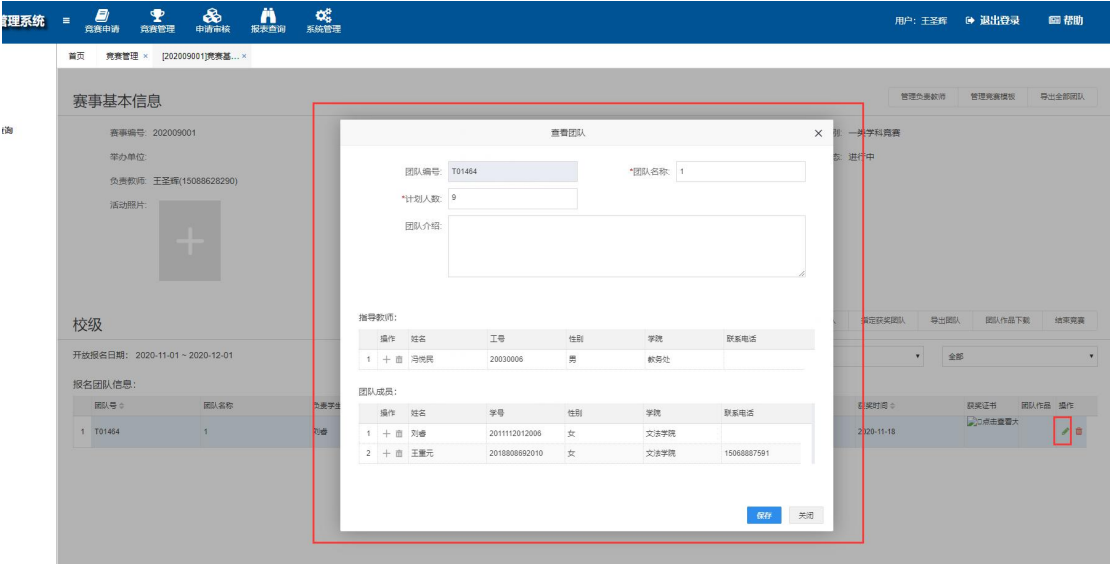 管理系统 ≡ 竞赛申请 竞赛管理 申请审核 报表查询 系统管理 用户：王圣辉 退出登录 帮助
首页 竞赛管理 × [202009001]竞赛基... ×
赛事基本信息 管理负责教师 管理竞赛模板 导出全部团队
赛事编号: 202009001 一类学科竞赛
举办单位: 进行中
负责教师: 王圣辉(15088628290)
活动照片:
查看团队 ×
团队编号: T01464 *团队名称: 1
*计划人数: 9
团队介绍:
指导教师:
操作 姓名 工号 性别 学院 联系电话
1 冯悦民 20030006 男 教务处
团队成员:
操作 姓名 学号 性别 学院 联系电话
1 刘睿 2011112012006 女 文法学院
2 王重元 2018808692010 女 文法学院 15068887591
保存 关闭
校级 指定获奖团队 导出团队 团队作品下载 结束竞赛
开放报名日期: 2020-11-01 ~ 2020-12-01 全部
报名团队信息:
团队号 团队名称 负责学生 获奖时间 获奖证书 团队作品 操作
1 T01464 1 刘睿 2020-11-18 点击查看大